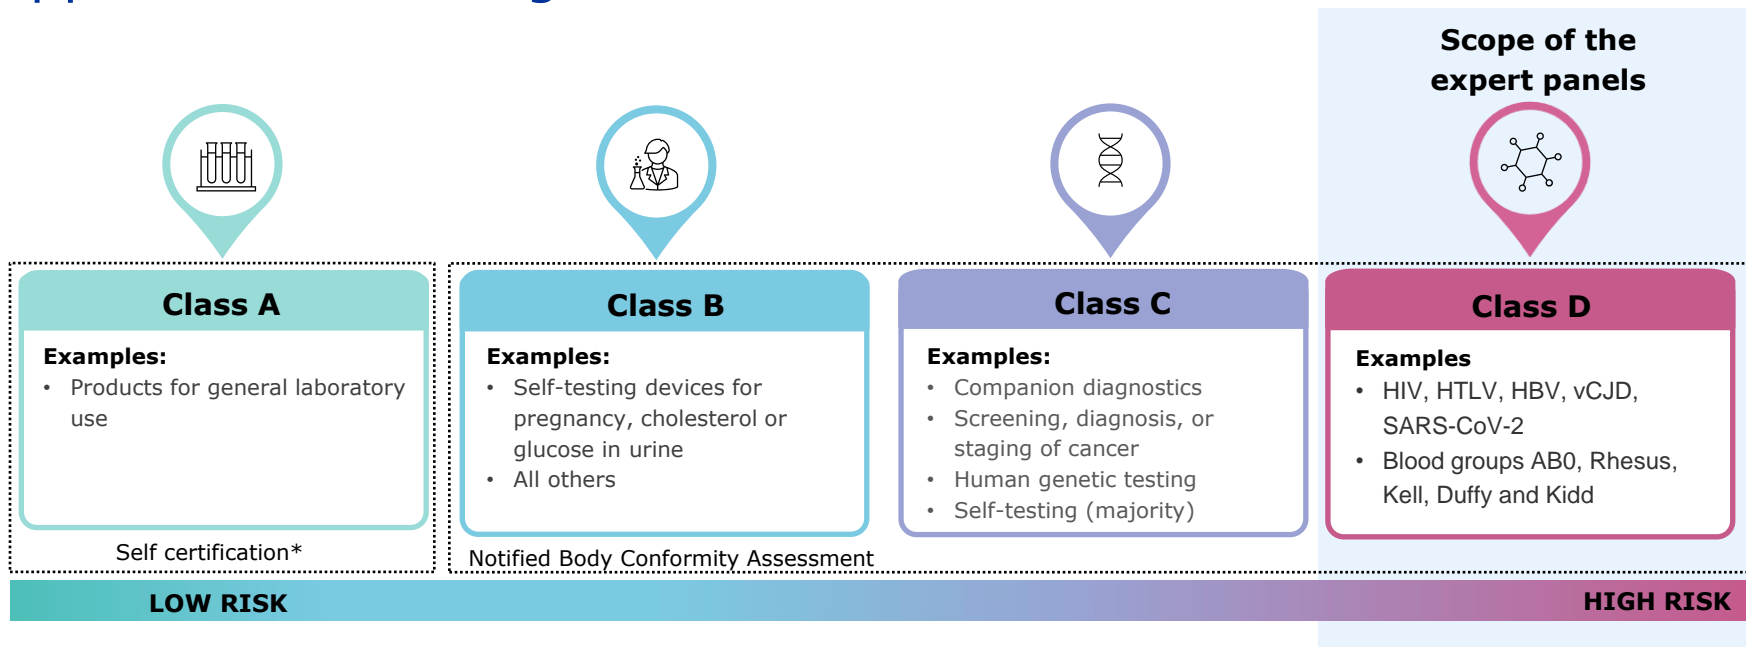 Scope of the
expert panels
Class A
Examples:
• Products for general laboratory
use
Self certification*
Class B
Examples:
• Self-testing devices for
pregnancy, cholesterol or
glucose in urine
• All others
Notified Body Conformity Assessment
Class C
Examples:
• Companion diagnostics
• Screening, diagnosis, or
staging of cancer
• Human genetic testing
• Self-testing (majority)
Class D
Examples
• HIV, HTLV, HBV, vCJD,
SARS-CoV-2
• Blood groups AB0, Rhesus,
Kell, Duffy and Kidd
LOW RISK
HIGH RISK